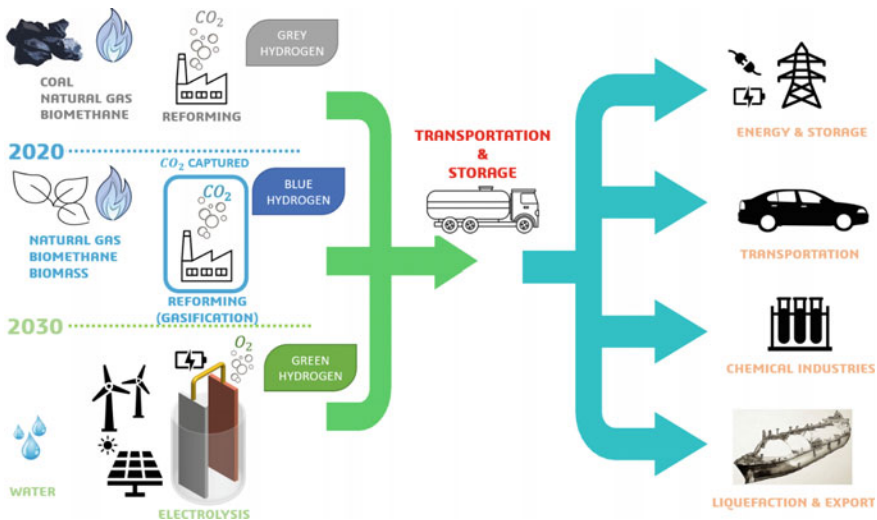 CO₂
GREY
HYDROGEN
COAL
NATURAL GAS
BIOMETHANE
REFORMING
2020
CO₂ CAPTURED
CO₂
BLUE
HYDROGEN
NATURAL GAS
BIOMETHANE
BIOMASS
REFORMING
(GASIFICATION)
2030
O₂
GREEN
HYDROGEN
WATER
ELECTROLYSIS
TRANSPORTATION
&
STORAGE
ENERGY & STORAGE
TRANSPORTATION
CHEMICAL INDUSTRIES
LIQUEFACTION & EXPORT